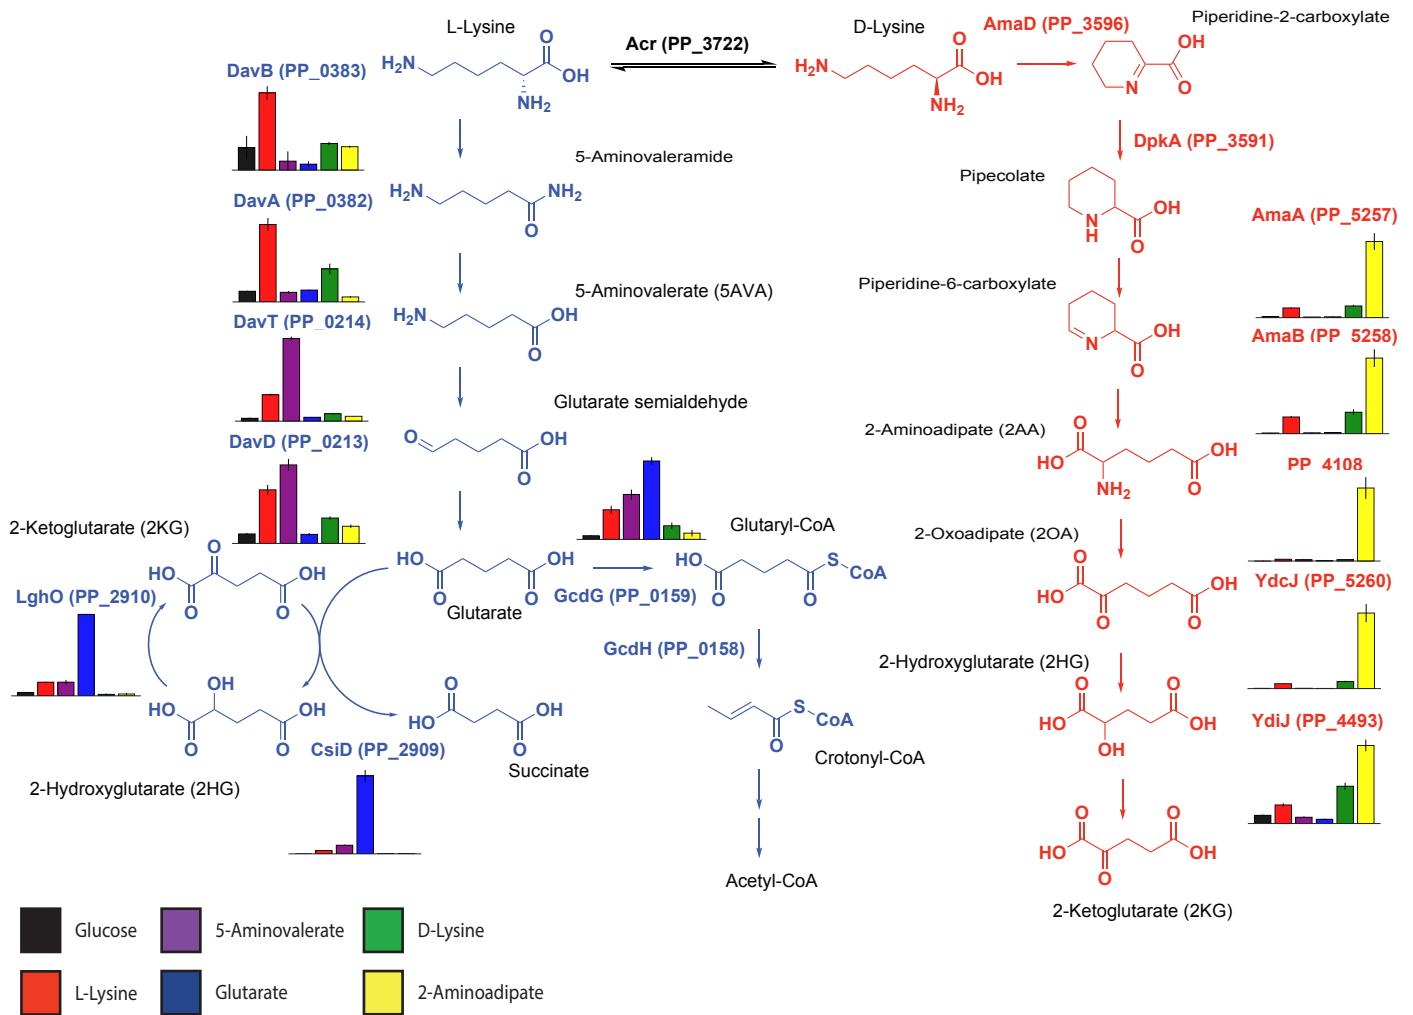 L-Lysine
Acr (PP_3722)
D-Lysine
AmaD (PP_3596)
Piperidine-2-carboxylate
DavB (PP_0383)
H2N
O
OH
NH2
H2N
O
OH
NH2
N
OH
O
5-Aminovaleramide
DpkA (PP_3591)
DavA (PP_0382)
H2N
NH2
O
Pipecolate
N
H
OH
O
AmaA (PP_5257)
5-Aminovalerate (5AVA)
Piperidine-6-carboxylate
DavT (PP_0214)
H2N
OH
O
N
OH
O
AmaB (PP_5258)
Glutarate semialdehyde
DavD (PP_0213)
O
OH
O
2-Aminoadipate (2AA)
O
HO
NH2
OH
O
PP_4108
2-Ketoglutarate (2KG)
Glutaryl-CoA
2-Oxoadipate (2OA)
O
HO
O
OH
O
HO
O
OH
O
HO
O
O
S
CoA
O
HO
O
OH
O
LghO (PP_2910)
Glutarate
GcdG (PP_0159)
YdcJ (PP_5260)
GcdH (PP_0158)
2-Hydroxyglutarate (2HG)
OH
HO
O
OH
O
O
HO
OH
O
S
CoA
O
O
HO
OH
O
OH
CsiD (PP_2909)
Succinate
Crotonyl-CoA
YdiJ (PP_4493)
2-Hydroxyglutarate (2HG)
O
HO
O
O
OH
Acetyl-CoA
2-Ketoglutarate (2KG)
Glucose
5-Aminovalerate
D-Lysine
L-Lysine
Glutarate
2-Aminoadipate